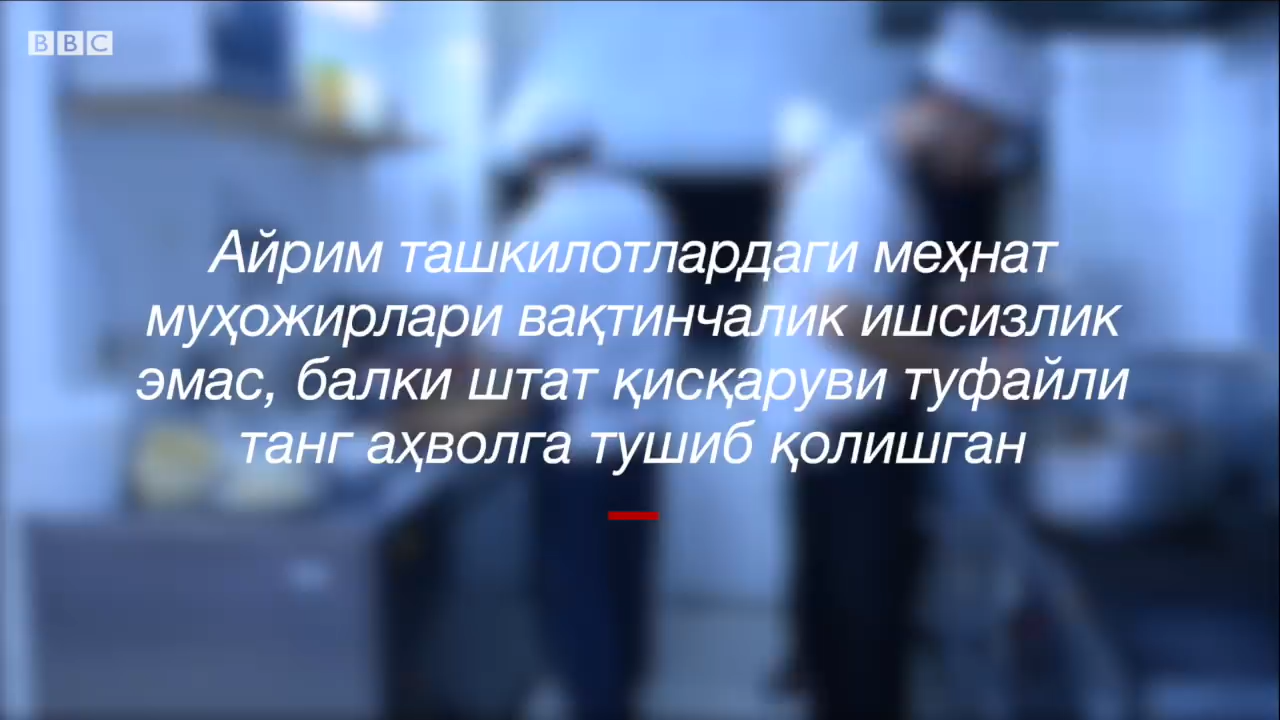 BBC
Айрим ташкилотлардаги меҳнат
муҳожирлари вақтинчалик ишсизлик
эмас, балки штат қисқаруви туфайли
танг аҳволга тушиб қолишган